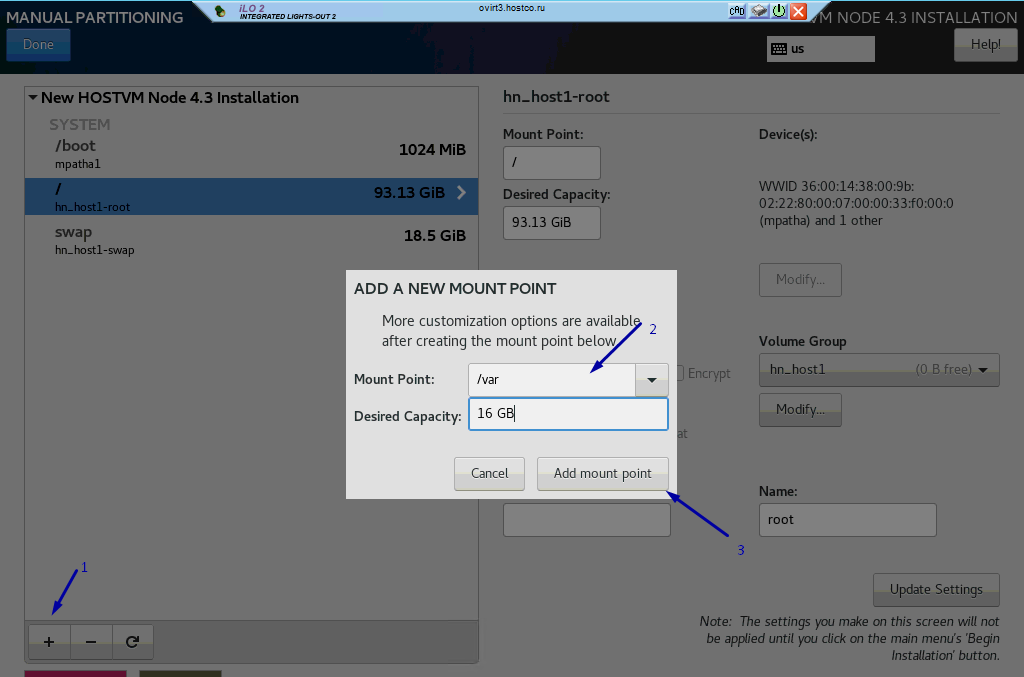 MANUAL PARTITIONING
iLO 2
INTEGRATED LIGHTS-OUT 2
ovirt3.hostco.ru
CAD
VM NODE 4.3 INSTALLATION
Done
us
Help!
New HOSTVM Node 4.3 Installation
SYSTEM
/boot
1024 MiB
mpatha1
/
93.13 GiB
hn_host1-root
swap
18.5 GiB
hn_host1-swap
hn_host1-root
Mount Point:
/
Desired Capacity:
93.13 GiB
Device(s):
WWID 36:00:14:38:00:9b:
02:22:80:00:07:00:00:33:f0:00:0
(mpatha) and 1 other
Modify...
Volume Group
hn_host1 (0 B free)
Modify...
Encrypt
at
Name:
root
Update Settings
Note: The settings you make on this screen will not
be applied until you click on the main menu's 'Begin
Installation' button.
ADD A NEW MOUNT POINT
More customization options are available
after creating the mount point below
Mount Point:
/var
Desired Capacity:
16 GB
Cancel
Add mount point
1
2
3
+
−